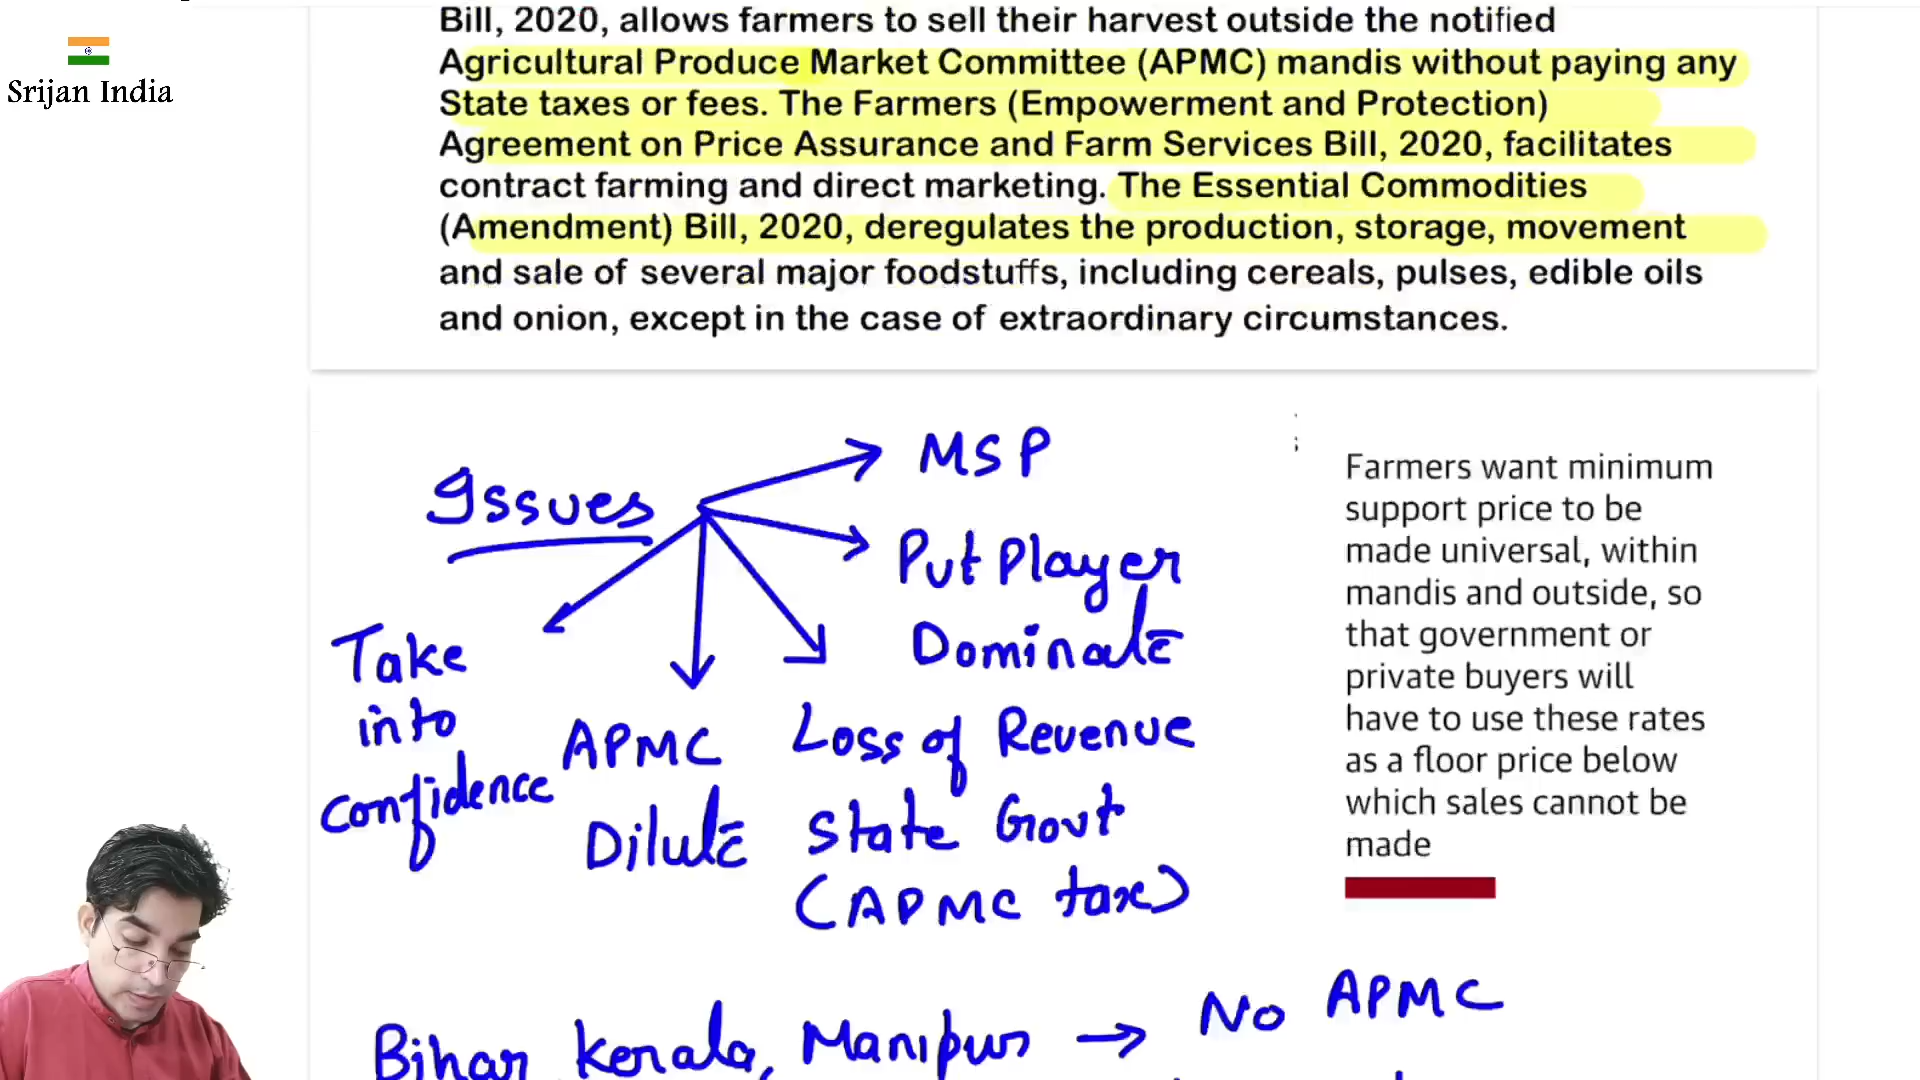 Srijan India
Bill, 2020, allows farmers to sell their harvest outside the notified
Agricultural Produce Market Committee (APMC) mandis without paying any
State taxes or fees. The Farmers (Empowerment and Protection)
Agreement on Price Assurance and Farm Services Bill, 2020, facilitates
contract farming and direct marketing. The Essential Commodities
(Amendment) Bill, 2020, deregulates the production, storage, movement
and sale of several major foodstuffs, including cereals, pulses, edible oils
and onion, except in the case of extraordinary circumstances.
Issues
MSP
Put Player
Dominate
Take
into
confidence
APMC
Dilute
Loss of Revenue
State Govt
(APMC tax)
Farmers want minimum
support price to be
made universal, within
mandis and outside, so
that government or
private buyers will
have to use these rates
as a floor price below
which sales cannot be
made
Bihar, Kerala, Manipur → No APMC